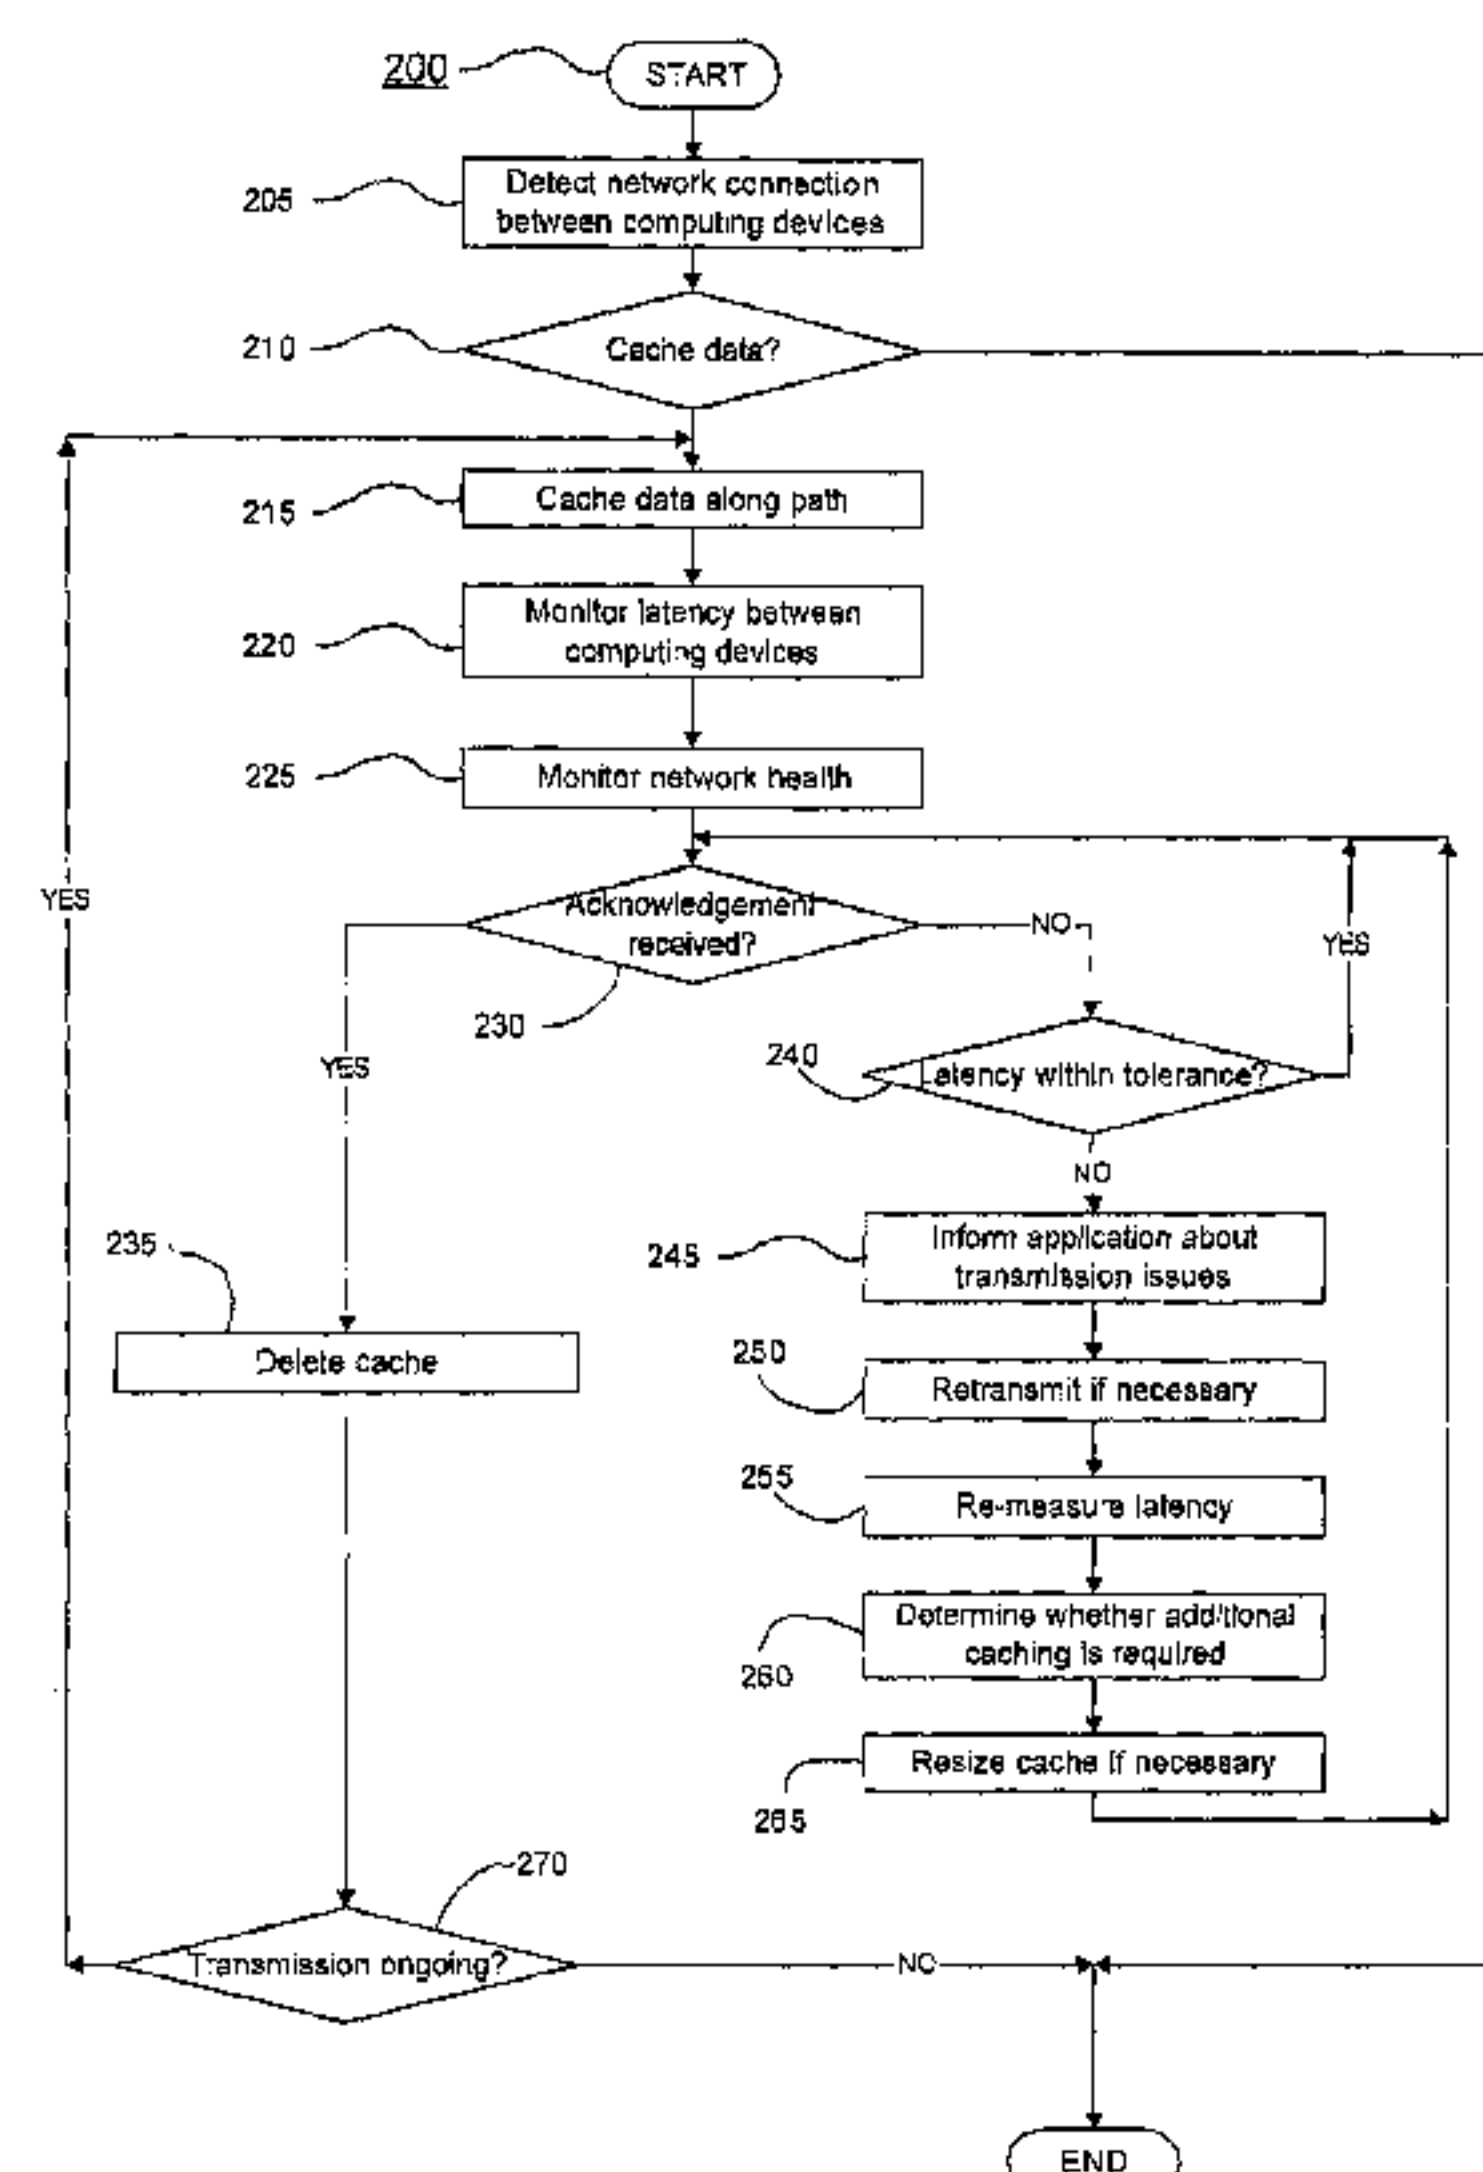 200
START
205
Detect network connection
between computing devices
210
Cache data?
215
Cache data along path
220
Monitor latency between
computing devices
225
Monitor network health
YES
Acknowledgement
received?
NO
YES
230
YES
240
Latency within tolerance?
NO
235
245
Inform application about
transmission issues
Delete cache
250
Retransmit if necessary
255
Re-measure latency
260
Determine whether additional
caching is required
Resize cache if necessary
265
270
Transmission ongoing?
NO
END